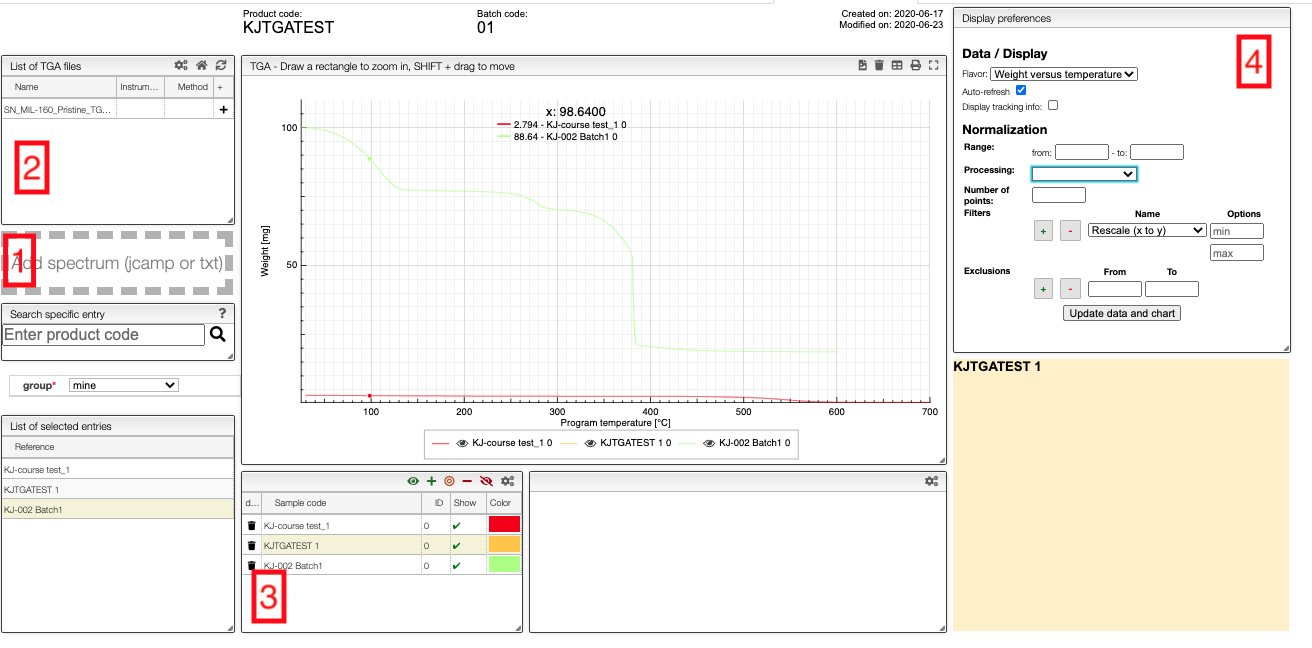 Product code:
KJTGATEST
Batch code:
01
Created on: 2020-06-17
Modified on: 2020-06-23
List of TGA files
Name Instrum... Method +
SN_MIL-160_Pristine_TG... +
2
1
Add spectrum (jcamp or txt)
Search specific entry ?
Enter product code
group* mine
List of selected entries
Reference
KJ-course test_1
KJTGATEST 1
KJ-002 Batch1
TGA - Draw a rectangle to zoom in, SHIFT + drag to move
x: 98.6400
2.794 - KJ-course test_1 0
88.64 - KJ-002 Batch1 0
100
50
Weight [mg]
100 200 300 400 500 600 700
Program temperature [°C]
KJ-course test_1 0 KJTGATEST 1 0 KJ-002 Batch1 0
d... Sample code ID Show Color
KJ-course test_1 0
KJTGATEST 1 0
KJ-002 Batch1 0
3
Display preferences
4
Data / Display
Flavor: Weight versus temperature
Auto-refresh
Display tracking info:
Normalization
Range: from: - to:
Processing:
Number of
points:
Filters Name Options
+ - Rescale (x to y) min
max
Exclusions From To
+ -
Update data and chart
KJTGATEST 1